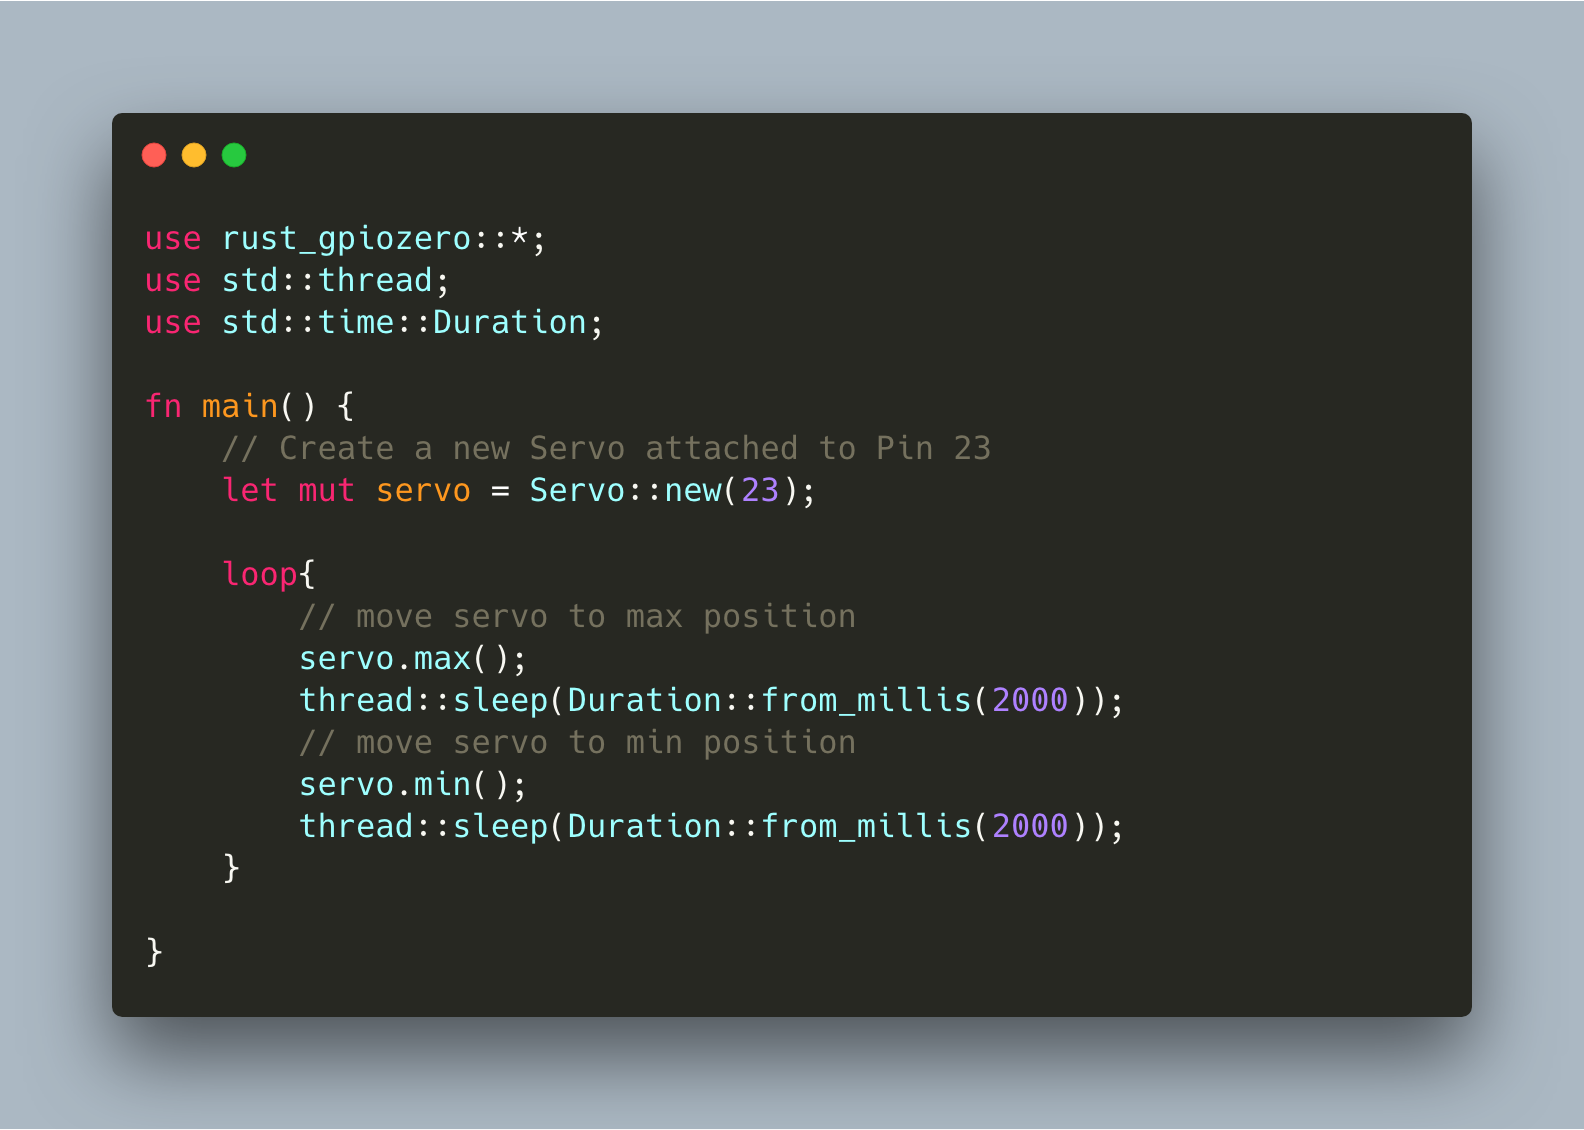 use rust_gpiozero::*;
use std::thread;
use std::time::Duration;

fn main() {
    // Create a new Servo attached to Pin 23
    let mut servo = Servo::new(23);

    loop{
        // move servo to max position
        servo.max();
        thread::sleep(Duration::from_millis(2000));
        // move servo to min position
        servo.min();
        thread::sleep(Duration::from_millis(2000));
    }

}